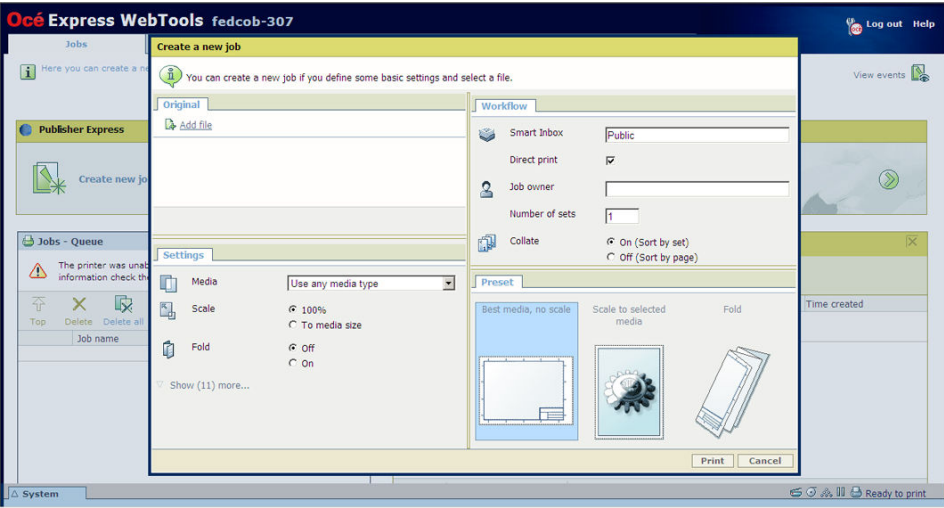 Océ Express WebTools fedcob-307
Log out Help
Jobs
Here you can create a ne
View events
Publisher Express
Create new jo
Jobs - Queue
The printer was unab
information check the
Top Delete Delete all
Job name
Time created
Create a new job
You can create a new job if you define some basic settings and select a file.
Original
Add file
Settings
Media Use any media type
Scale 100%
To media size
Fold Off
On
Show (11) more...
Workflow
Smart Inbox Public
Direct print
Job owner
Number of sets 1
Collate On (Sort by set)
Off (Sort by page)
Preset
Best media, no scale
Scale to selected
media
Fold
Print Cancel
System
Ready to print